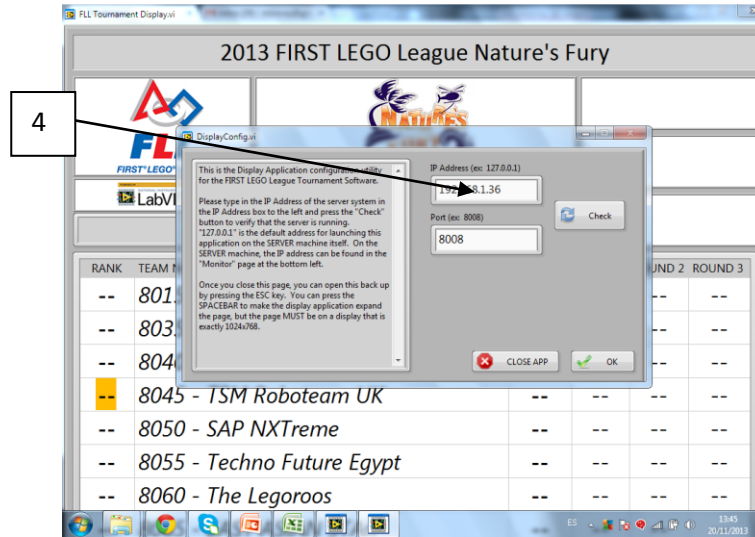 FLL Tournament Display.vi
2013 FIRST LEGO League Nature's Fury
4
NATURE'S
DisplayConfig.vi
FIRST LEGO
This is the Display Application configuration utility
for the FIRST LEGO League Tournament Software.
Please type in the IP Address of the server system in
the IP Address box to the left and press the "Check"
button to verify that the server is running.
"127.0.0.1" is the default address for launching this
application on the SERVER machine itself. On the
SERVER machine, the IP address can be found in the
"Monitor" page at the bottom left.
Once you close this page, you can open this back up
by pressing the ESC key. You can press the
SPACEBAR to make the display application expand
the page, but the page MUST be on a display that is
exactly 1024x768.
IP Address (ex: 127.0.0.1)
Port (ex: 8008)
8008
Check
CLOSE APP
OK
RANK TEAM ROUND 3
-- -- --
-- -- --
-- -- --
-- 8045 - TSM Roboteam UK -- -- -- --
-- 8050 - SAP NXTreme -- -- -- --
-- 8055 - Techno Future Egypt -- -- -- --
-- 8060 - The Legoroos -- -- -- --
ES
13:45
20/11/2013